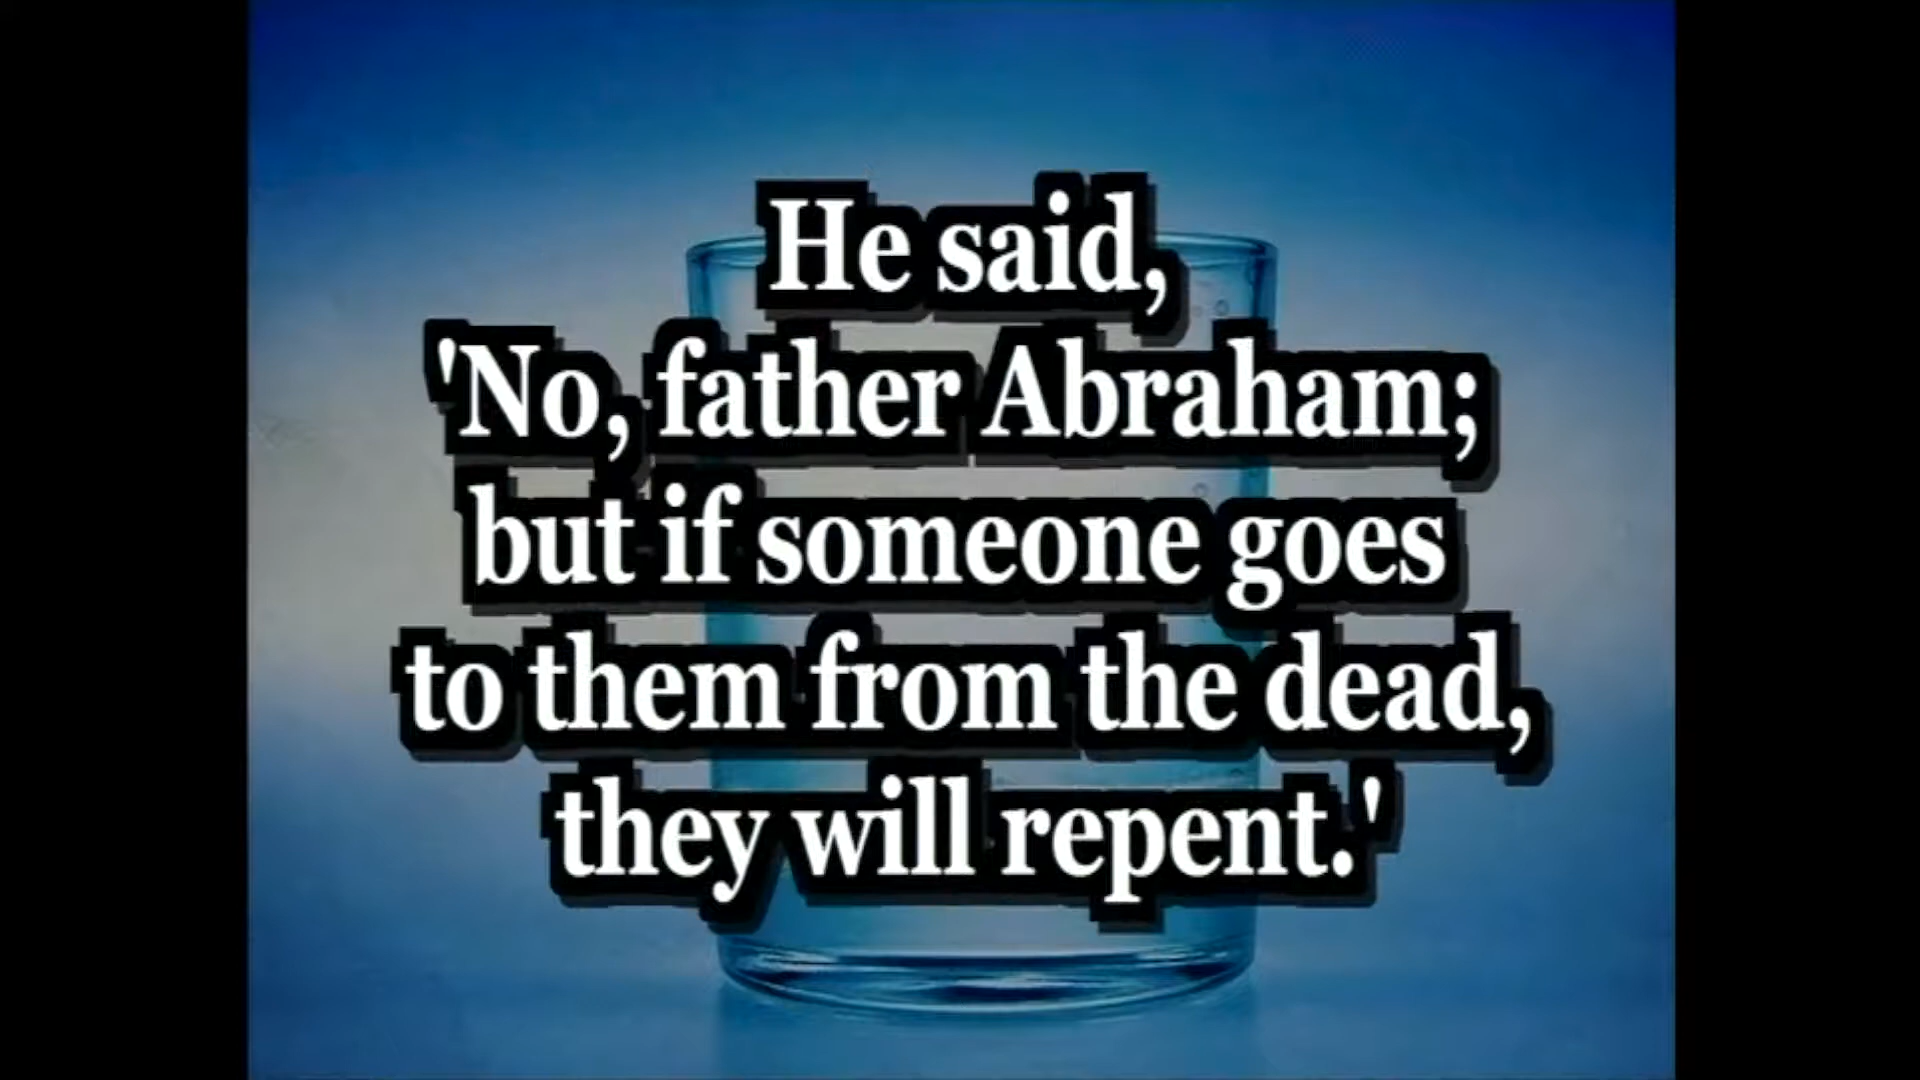 He said,
'No, father Abraham;
but if someone goes
to them from the dead,
they will repent.'